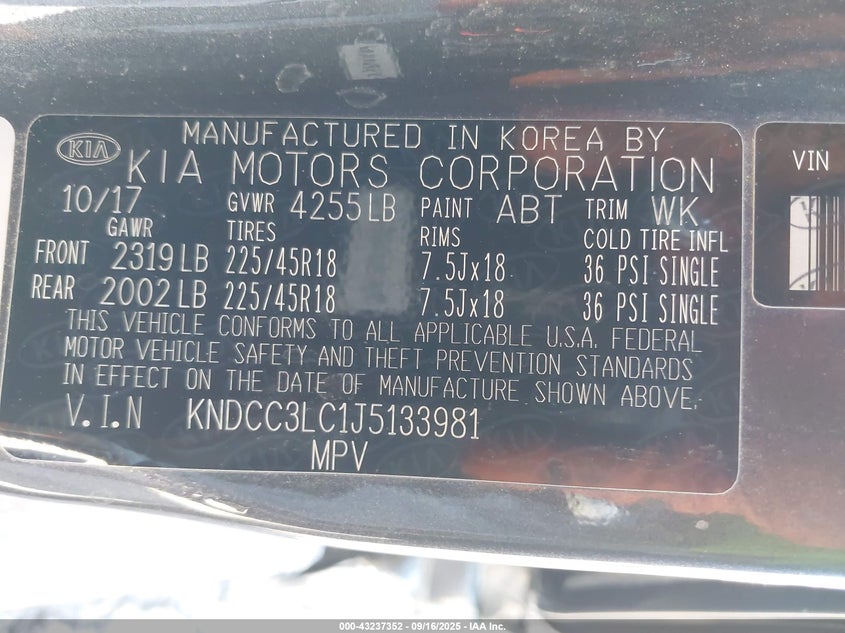 MANUFACTURED IN KOREA BY
KIA KIA MOTORS CORPORATION
10/17 GVWR 4255LB PAINT ABT TRIM WK
GAWR TIRES RIMS COLD TIRE INFL
FRONT 2319LB 225/45R18 7.5Jx18 36 PSI SINGLE
REAR 2002LB 225/45R18 7.5Jx18 36 PSI SINGLE
THIS VEHICLE CONFORMS TO ALL APPLICABLE U.S.A. FEDERAL
MOTOR VEHICLE SAFETY AND THEFT PREVENTION STANDARDS
IN EFFECT ON THE DATE OF MANUFACTURE SHOWN ABOVE.
V.I.N KNDCC3LC1J5133981
MPV
VIN
000-43237352 - 09/16/2025 - IAA Inc.